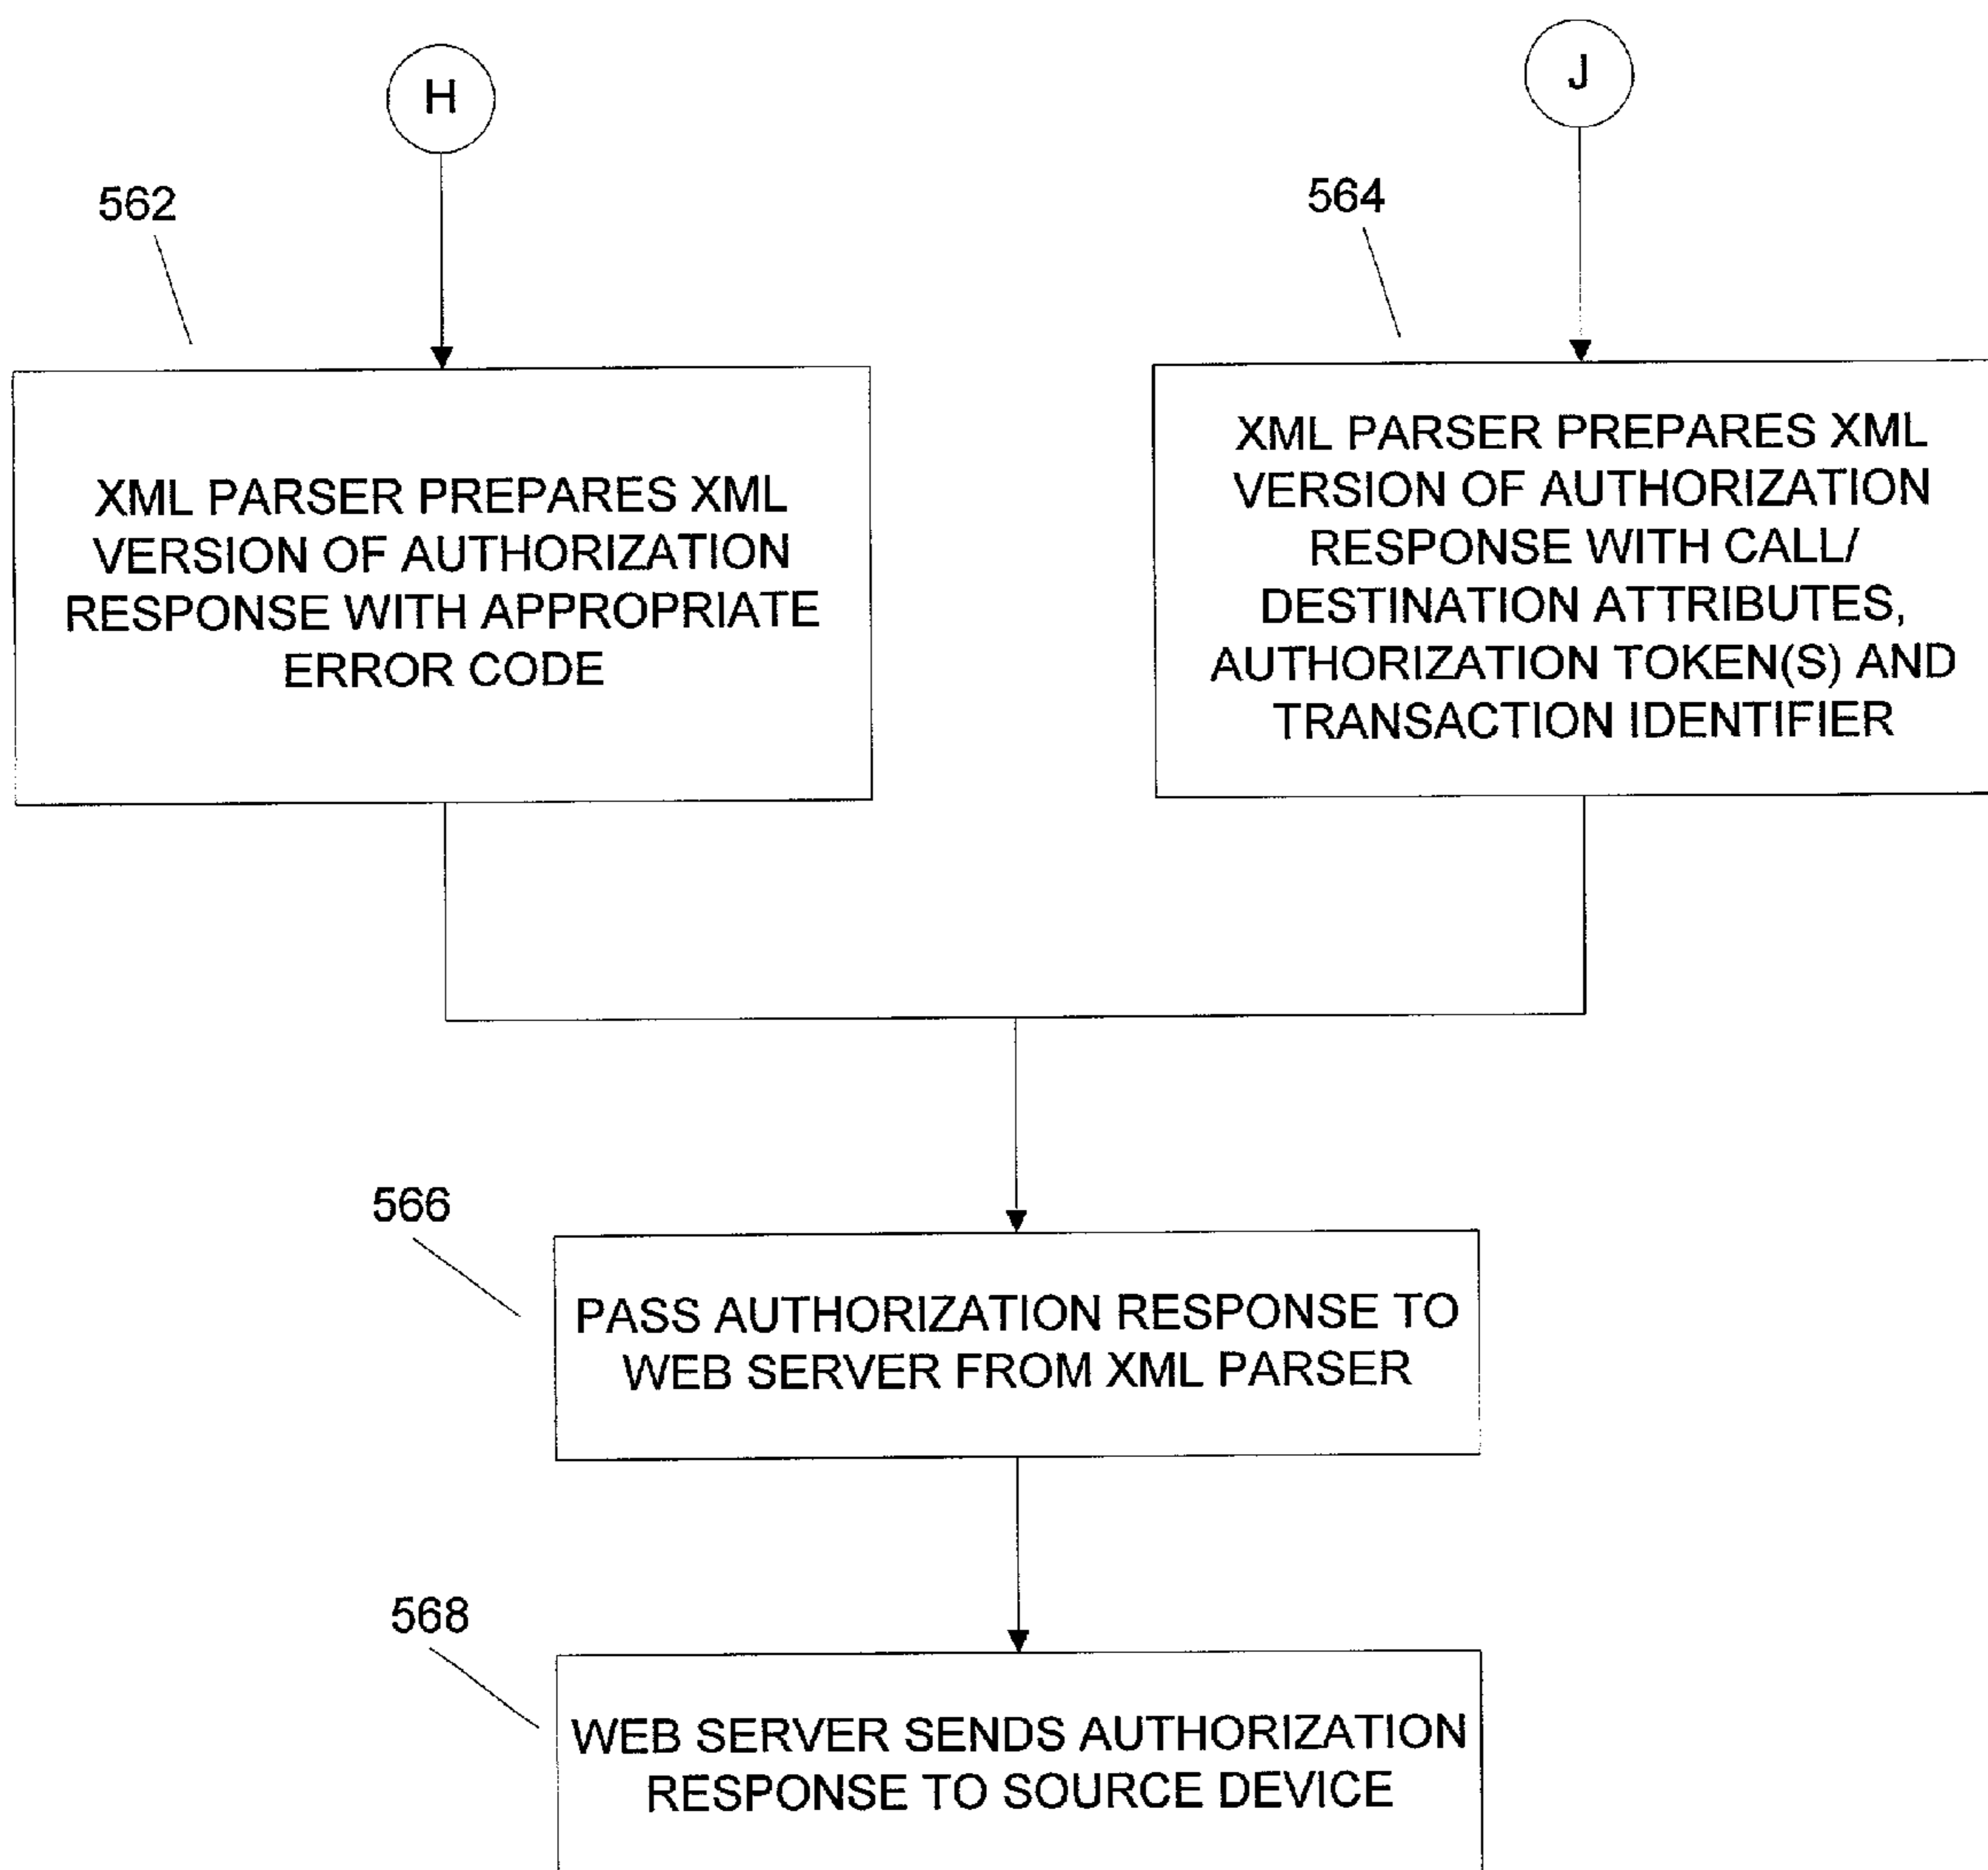 H
J
562
564
XML PARSER PREPARES XML
VERSION OF AUTHORIZATION
RESPONSE WITH APPROPRIATE
ERROR CODE
XML PARSER PREPARES XML
VERSION OF AUTHORIZATION
RESPONSE WITH CALL/
DESTINATION ATTRIBUTES,
AUTHORIZATION TOKEN(S) AND
TRANSACTION IDENTIFIER
566
PASS AUTHORIZATION RESPONSE TO
WEB SERVER FROM XML PARSER
568
WEB SERVER SENDS AUTHORIZATION
RESPONSE TO SOURCE DEVICE